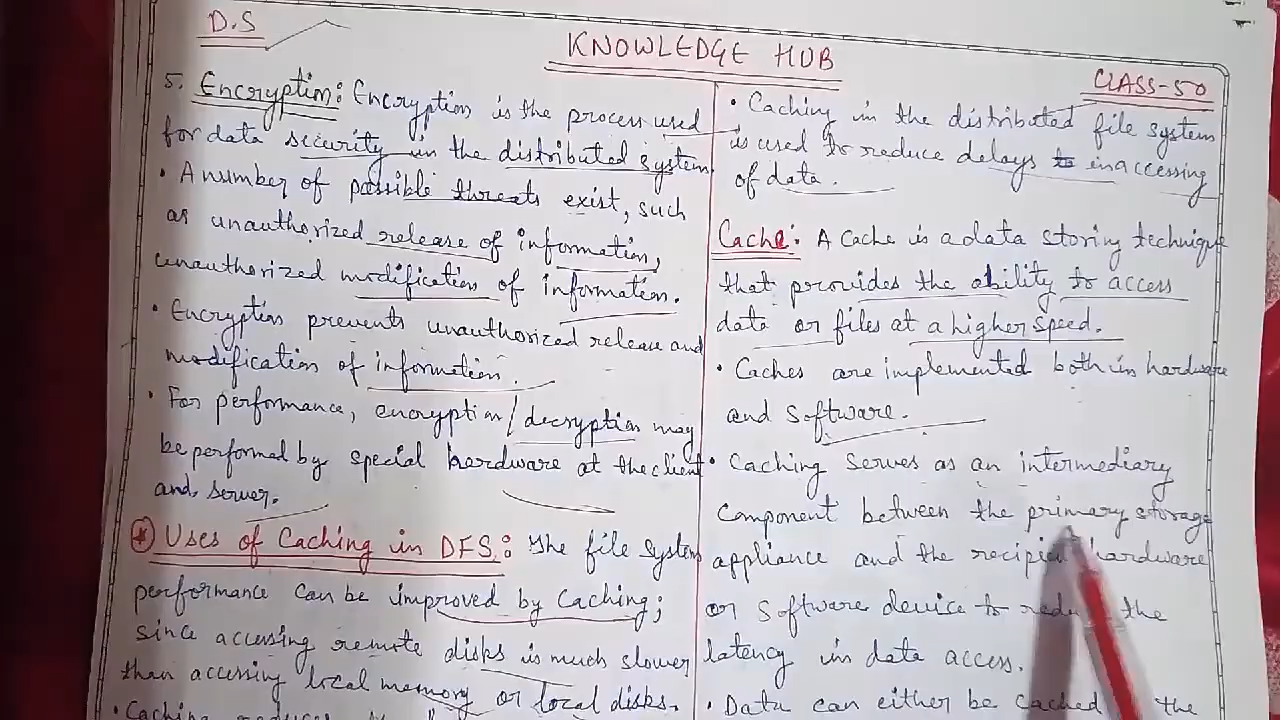 D.S
KNOWLEDGE HUB
CLASS-50
5. Encryption: Encryption is the process used
for data security in the distributed system
• A number of possible threats exist, such
as unauthorized release of information,
unauthorized modification of information.
• Encryption prevents unauthorized release and
modification of information.
• For performance, encryption/decryption may
be performed by special hardware at the client
and server.
* Uses of Caching in DFS: The file system
performance can be improved by Caching;
since accessing remote disks is much slower
than accessing local memory or local disks.
• Caching
• Caching in the distributed file system
is used to reduce delays in accessing
of data.
Cache: A Cache is a data storing technique
that provides the ability to access
data or files at a higher speed.
• Caches are implemented both in hardware
and software.
• Caching Serves as an intermediary
Component between the primary storage
appliance and the hardware
or Software device to the
latency in data access.
• Data can either be Cached the